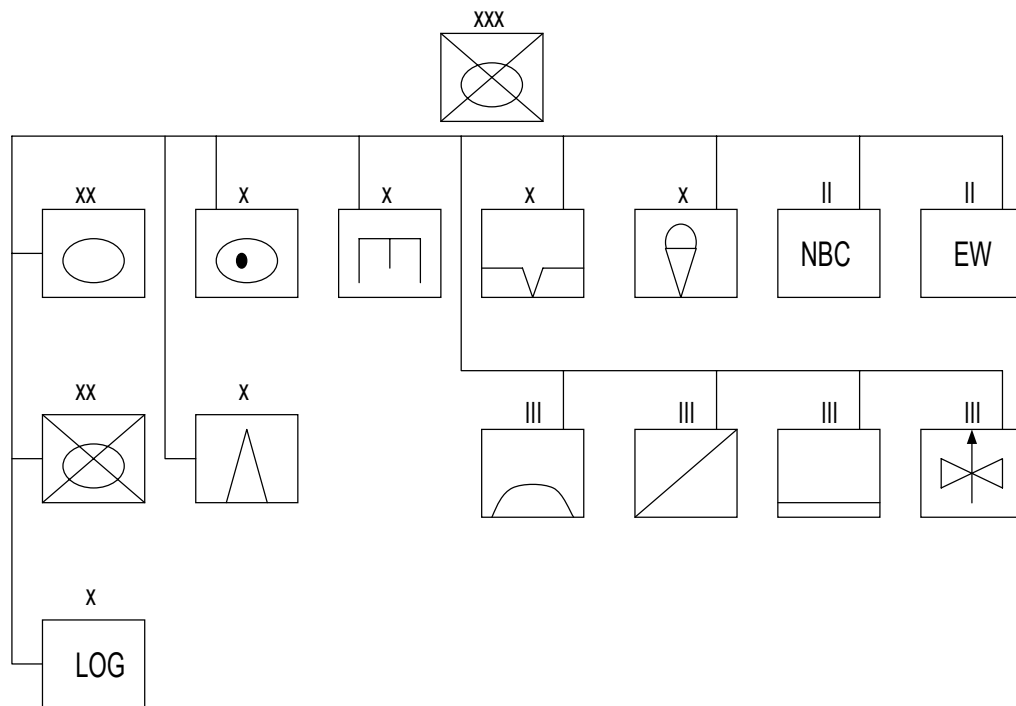 XXX
XX X X X X II II
NBC EW
XX X III III III III
X
LOG